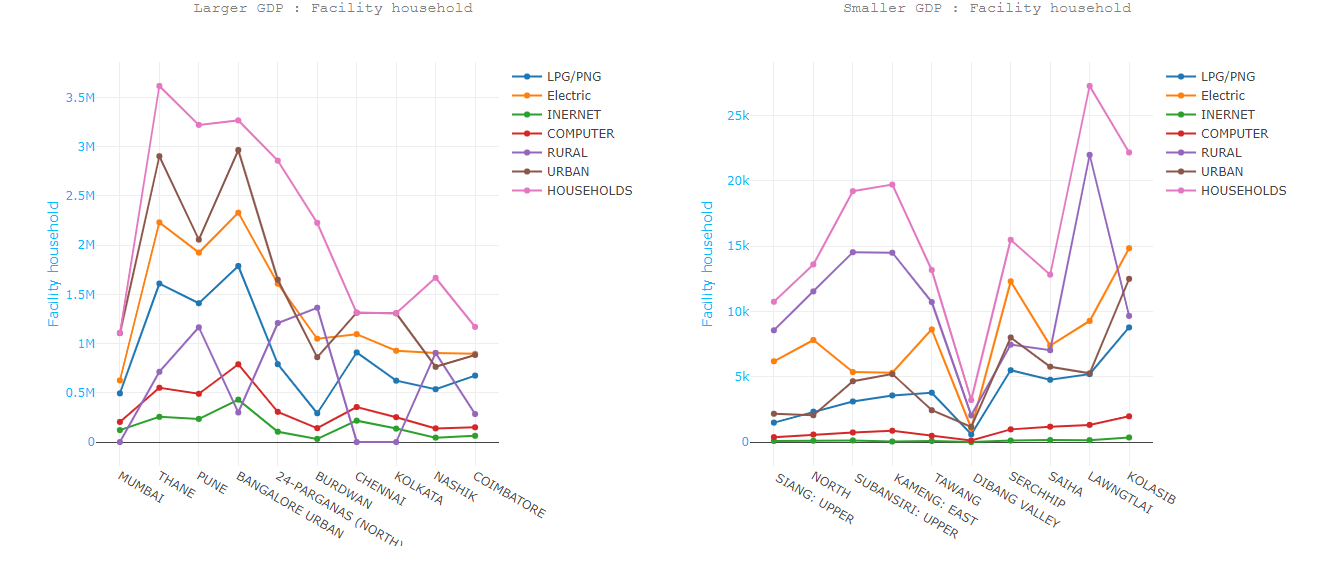 Larger GDP : Facility household
3.5M
3M
2.5M
2M
1.5M
1M
0.5M
0
Facility household
MUMBAI
THANE
PUNE
BANGALORE URBAN
24-PARGANAS (NORTH)
BURDWAN
CHENNAI
KOLKATA
NASHIK
COIMBATORE
LPG/PNG
Electric
INERNET
COMPUTER
RURAL
URBAN
HOUSEHOLDS
Smaller GDP : Facility household
25k
20k
15k
10k
5k
0
Facility household
SIANG: UPPER
NORTH
SUBANSIRI: UPPER
KAMENG: EAST
TAWANG
DIBANG VALLEY
SERCHHIP
SAIHA
LAWNGTLAI
KOLASIB
LPG/PNG
Electric
INERNET
COMPUTER
RURAL
URBAN
HOUSEHOLDS